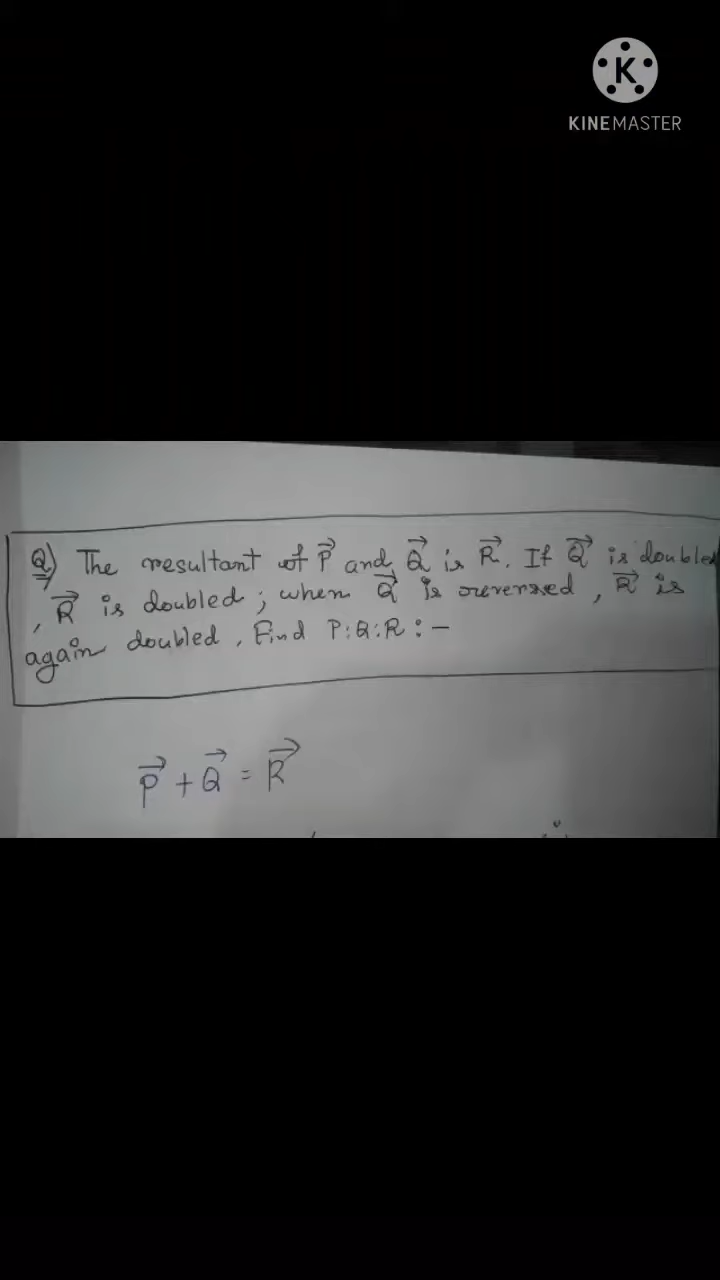 KINEMASTER
Q) The resultant of P⃗ and Q⃗ is R⃗. If Q⃗ is doubled
, R⃗ is doubled; when Q⃗ is reversed, R⃗ is
again doubled, Find P:Q:R :-
P⃗ + Q⃗ = R⃗